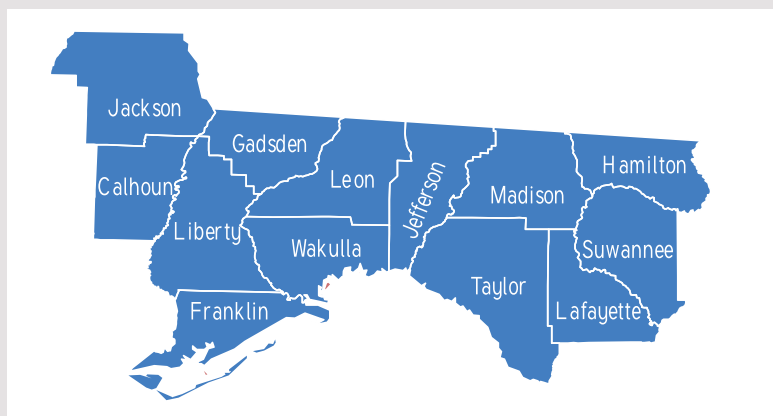 Jackson
Gadsden
Hamilton
Leon
Calhoun
Jefferson
Madison
Liberty
Wakulla
Suwannee
Taylor
Franklin
Lafayette